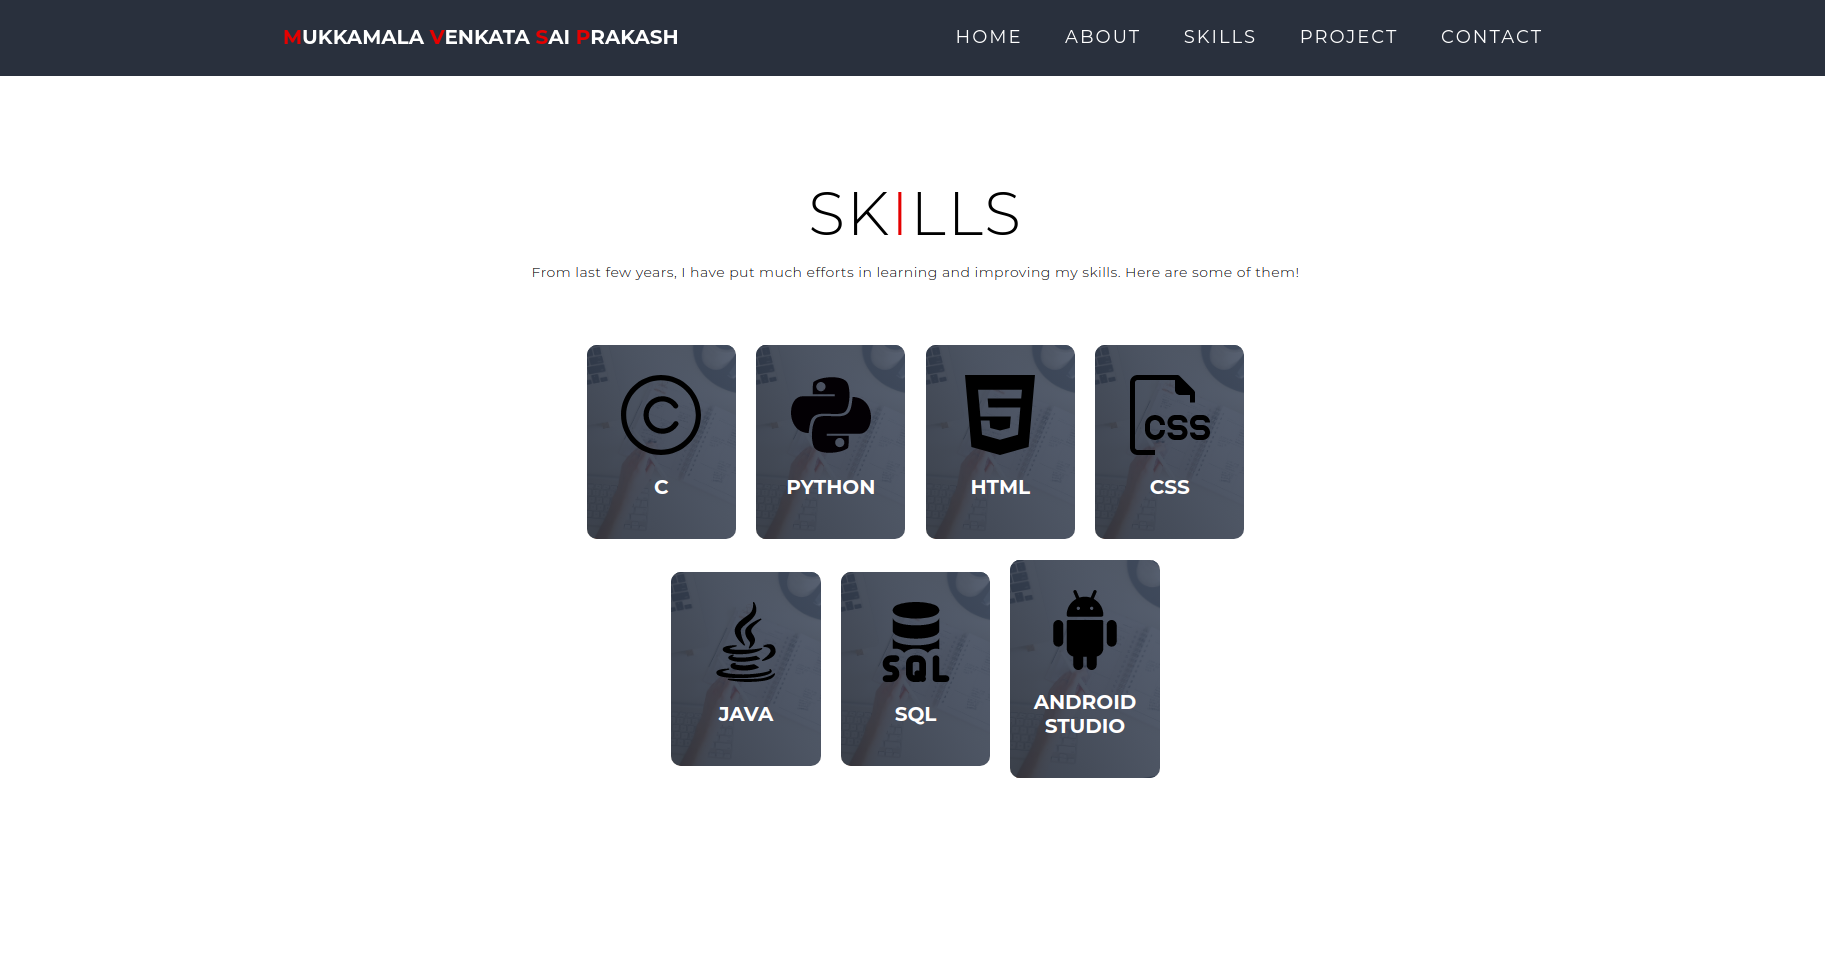 MUKKAMALA VENKATA SAI PRAKASH
HOME ABOUT SKILLS PROJECT CONTACT
SKILLS
From last few years, I have put much efforts in learning and improving my skills. Here are some of them!
C
CSS
C PYTHON HTML CSS
SQL
JAVA SQL ANDROID
STUDIO